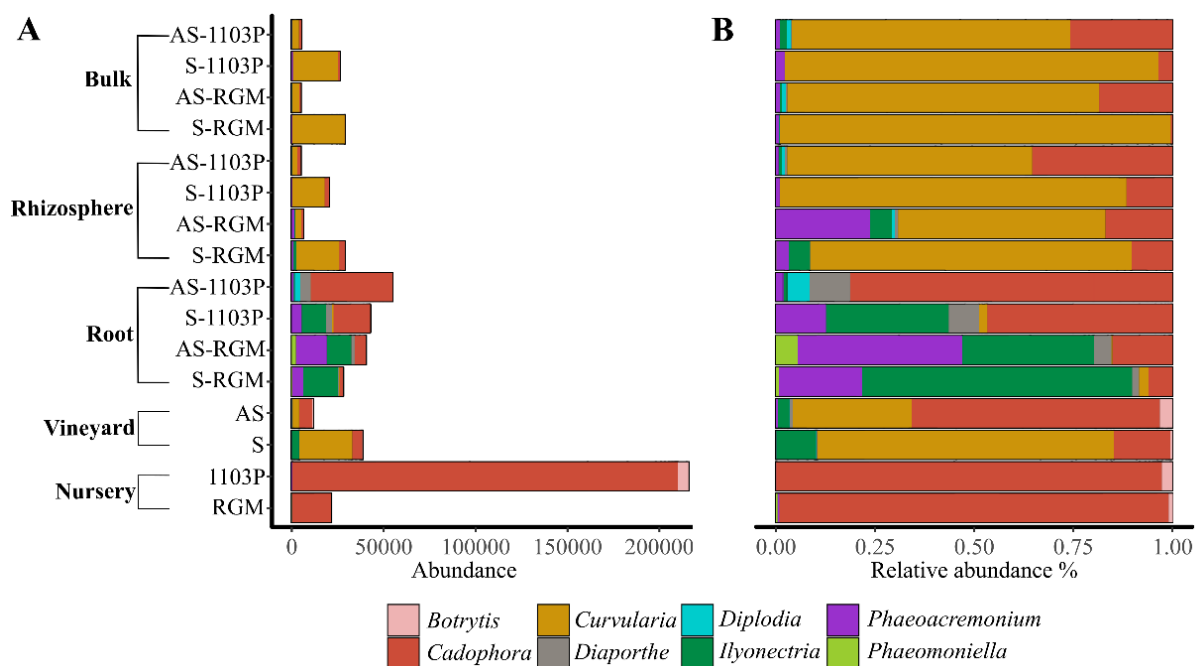 A
B
Bulk
AS-1103P
S-1103P
AS-RGM
S-RGM
Rhizosphere
AS-1103P
S-1103P
AS-RGM
S-RGM
Root
AS-1103P
S-1103P
AS-RGM
S-RGM
Vineyard
AS
S
Nursery
1103P
RGM
0 50000 100000 150000 200000
Abundance
0.00 0.25 0.50 0.75 1.00
Relative abundance %
Botrytis Curvularia Diplodia Phaeoacremonium
Cadophora Diaporthe Ilyonectria Phaeomoniella